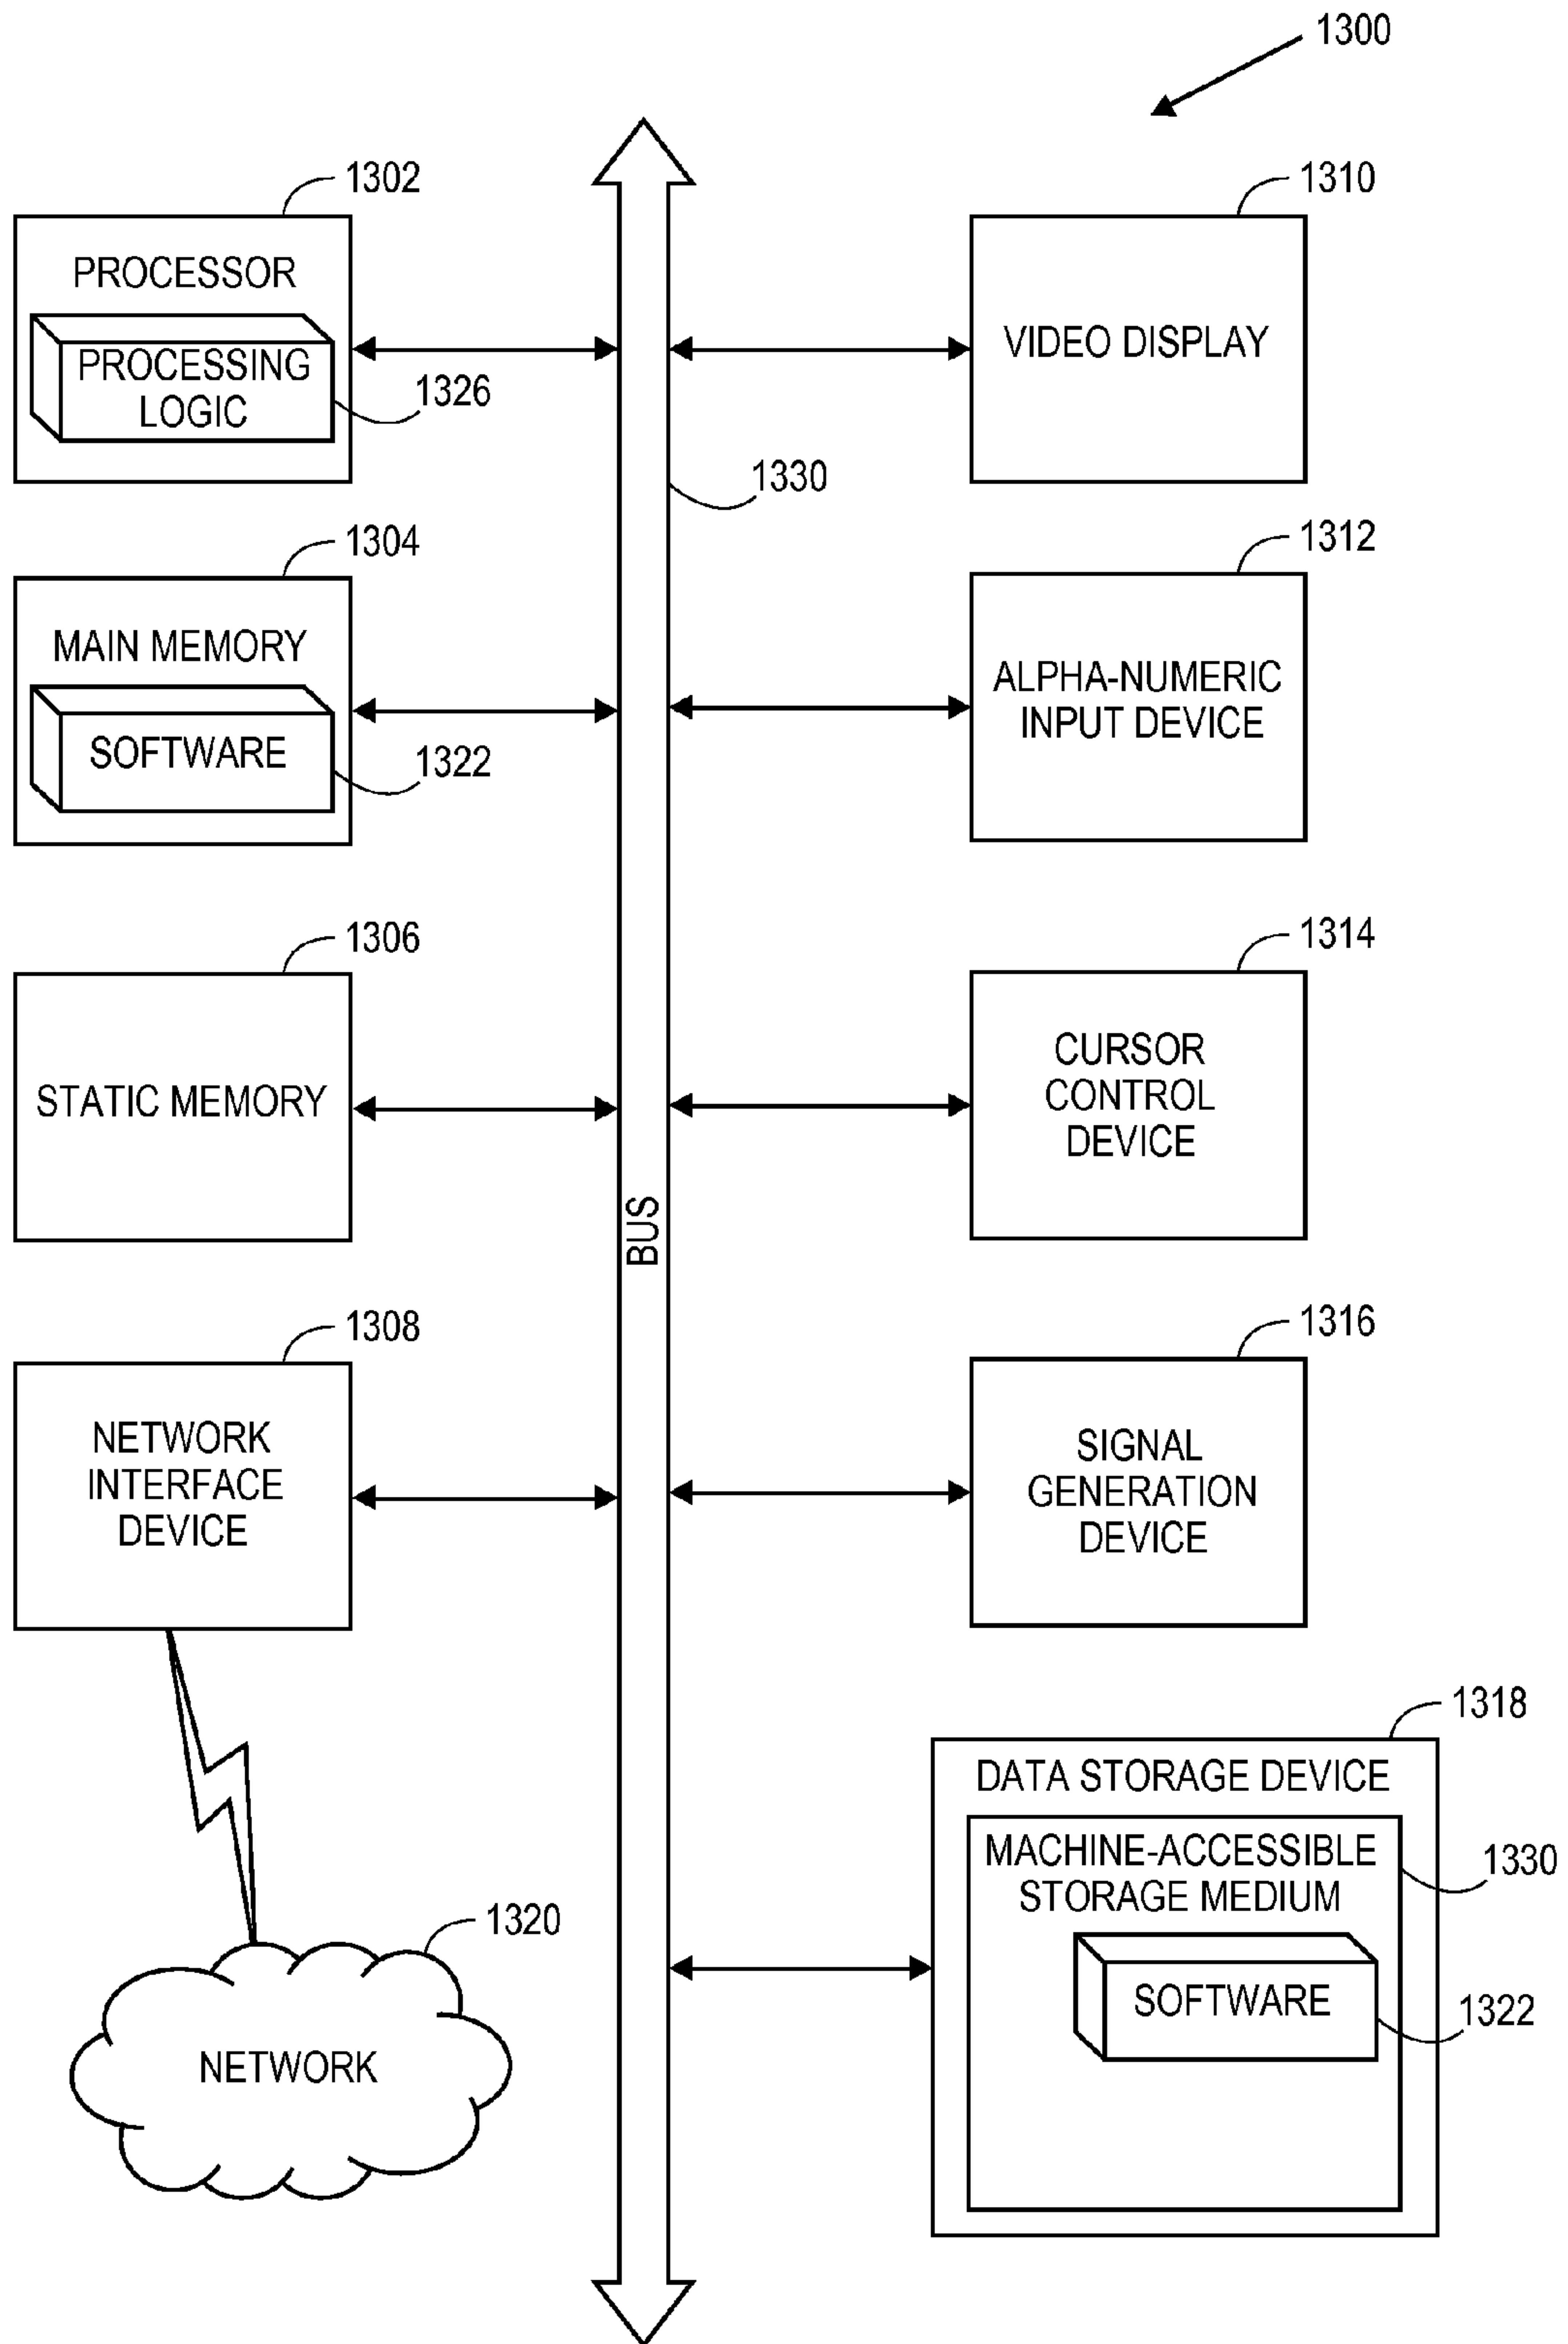 1300
1302
PROCESSOR
PROCESSING
LOGIC
1326
1310
VIDEO DISPLAY
1330
1304
MAIN MEMORY
SOFTWARE
1322
1312
ALPHA-NUMERIC
INPUT DEVICE
1306
STATIC MEMORY
1314
CURSOR
CONTROL
DEVICE
BUS
1308
NETWORK
INTERFACE
DEVICE
1316
SIGNAL
GENERATION
DEVICE
1318
DATA STORAGE DEVICE
MACHINE-ACCESSIBLE
STORAGE MEDIUM
1330
SOFTWARE
1322
1320
NETWORK